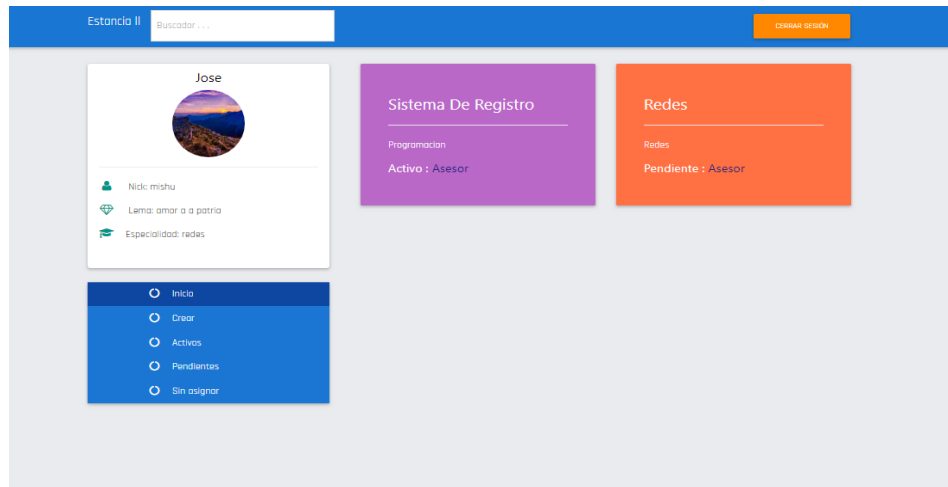 Estancia II
Buscador . . .
CERRAR SESIÓN
Jose
Nick: mishu
Lema: amor a a patria
Especialidad: redes
Inicio
Crear
Activos
Pendientes
Sin asignar
Sistema De Registro
Programacion
Activo : Asesor
Redes
Redes
Pendiente : Asesor